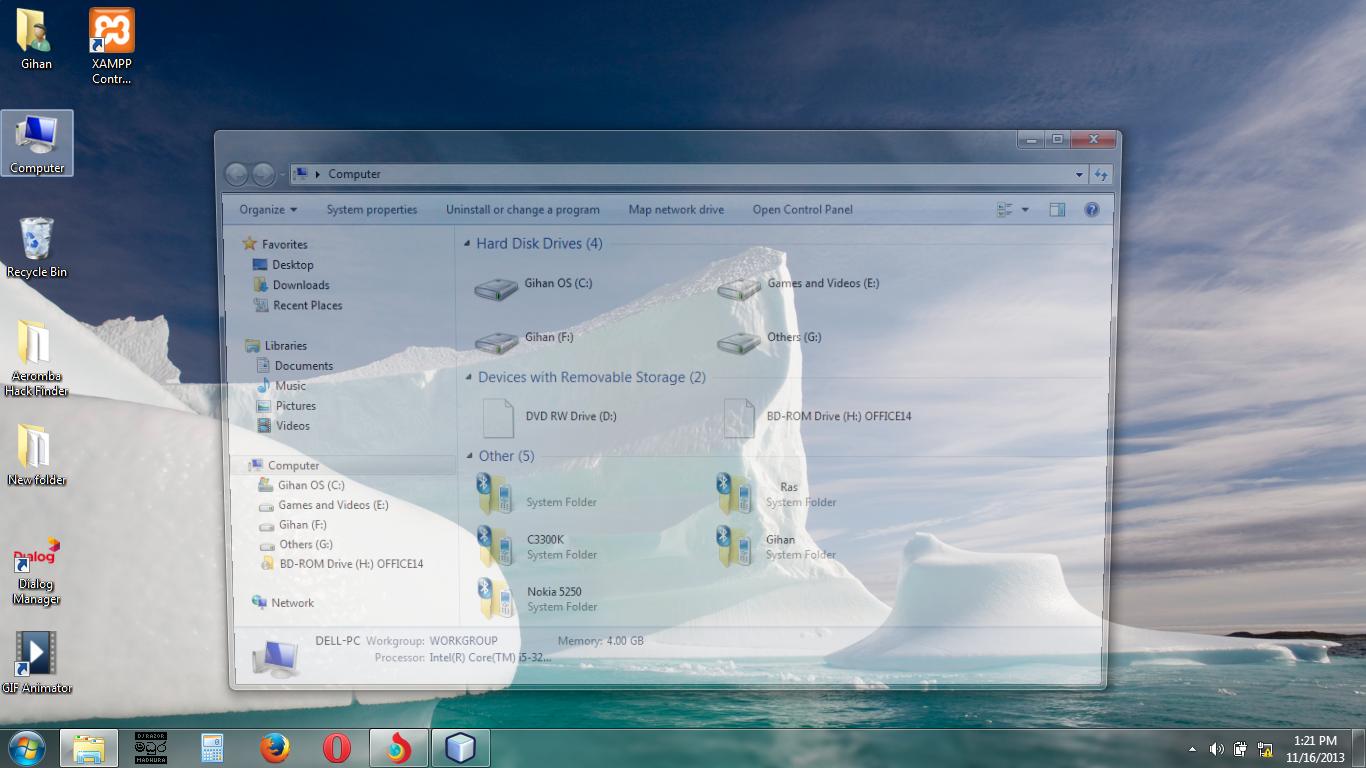 Gihan
XAMPP
Contr...
Computer
Recycle Bin
Aeromba
Hack Finder
New folder
Dialog
Dialog
Manager
GIF Animator
Computer
Organize
System properties
Uninstall or change a program
Map network drive
Open Control Panel
Favorites
Desktop
Downloads
Recent Places
Libraries
Documents
Music
Pictures
Videos
Computer
Gihan OS (C:)
Games and Videos (E:)
Gihan (F:)
Others (G:)
BD-ROM Drive (H:) OFFICE14
Network
Hard Disk Drives (4)
Gihan OS (C:)
Games and Videos (E:)
Gihan (F:)
Others (G:)
Devices with Removable Storage (2)
DVD RW Drive (D:)
BD-ROM Drive (H:) OFFICE14
Other (5)
System Folder
Ras
System Folder
C3300K
System Folder
Gihan
System Folder
Nokia 5250
System Folder
DELL-PC Workgroup: WORKGROUP Memory: 4.00 GB
Processor: Intel(R) Core(TM) i5-32...
DJ RAZOR
MADHURA
1:21 PM
11/16/2013